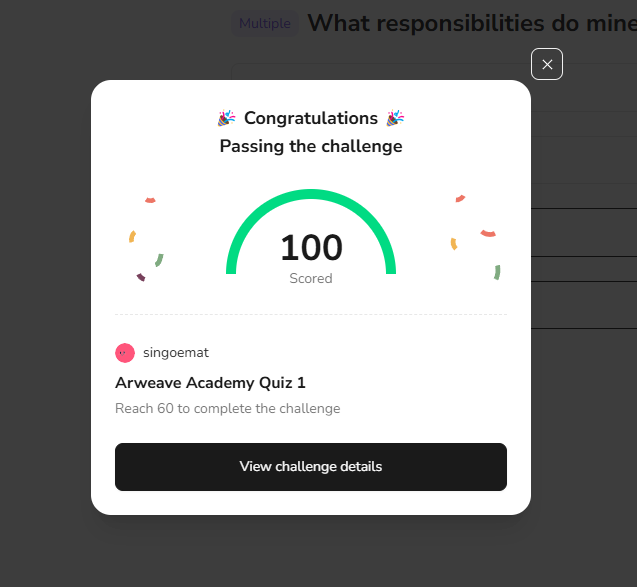 Multiple What responsibilities do mine
Congratulations
Passing the challenge
100
Scored
singoemat
Arweave Academy Quiz 1
Reach 60 to complete the challenge
View challenge details